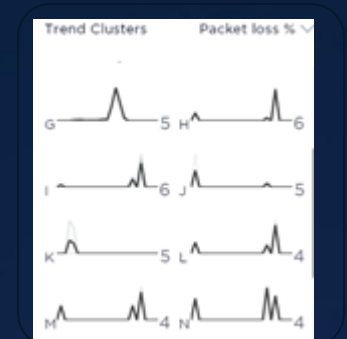 Trend Clusters Packet loss %
G 5 H 6
I 6 J 5
K 5 L 4
M 4 N 4